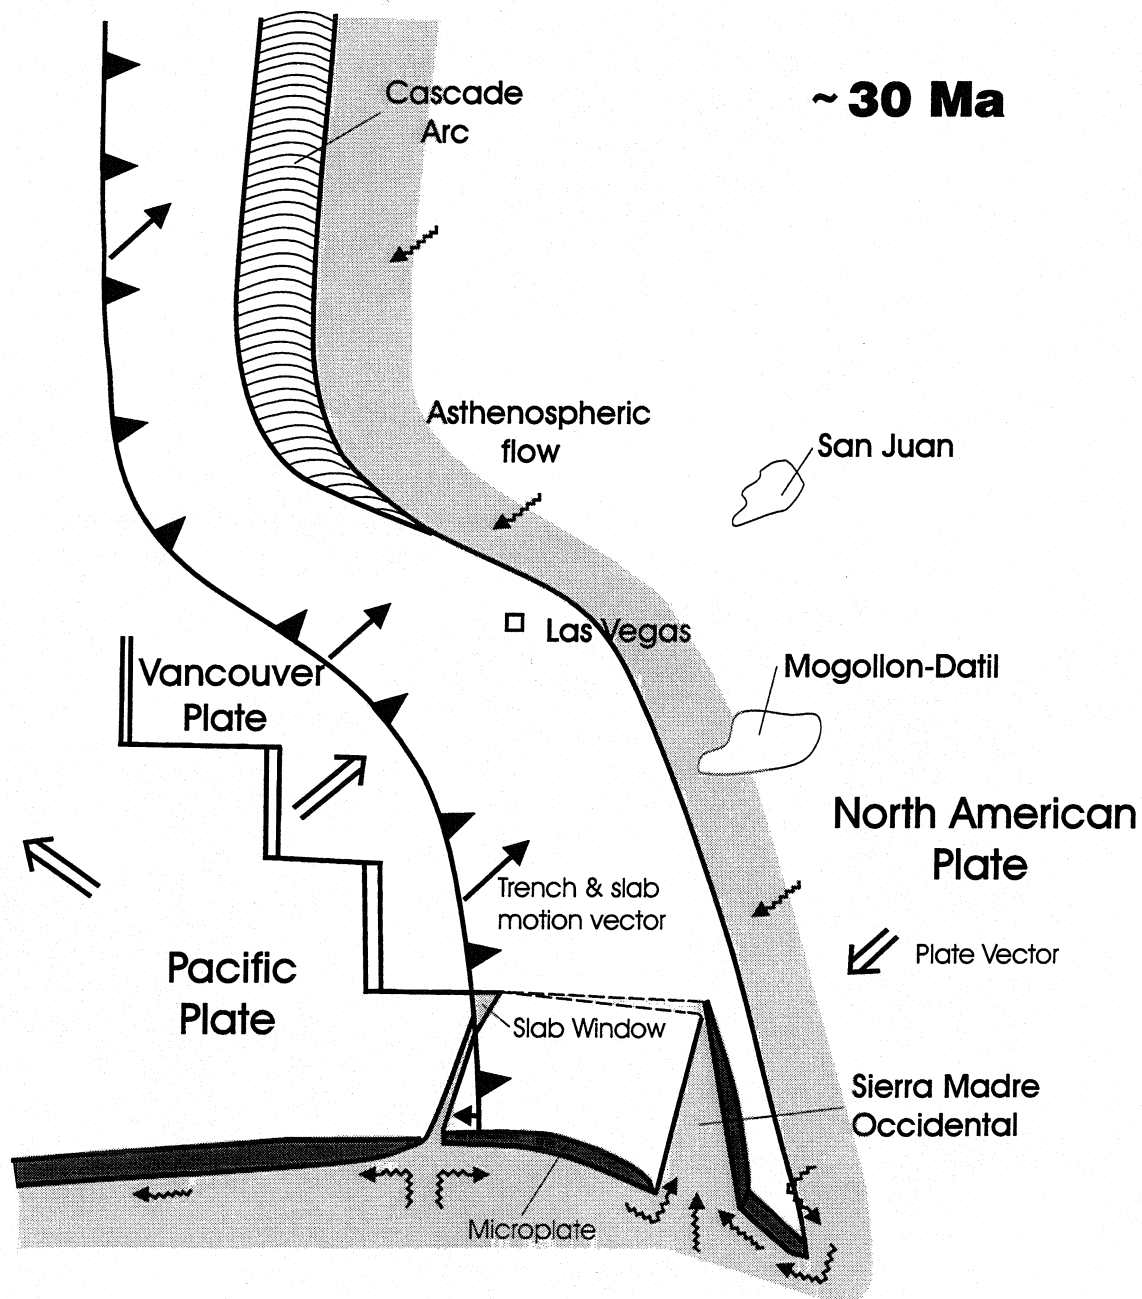 Cascade
Arc
~ 30 Ma
Asthenospheric
flow
San Juan
Las Vegas
Vancouver
Plate
Mogollon-Datil
North American
Plate
Trench & slab
motion vector
Plate Vector
Pacific
Plate
Slab Window
Sierra Madre
Occidental
Microplate